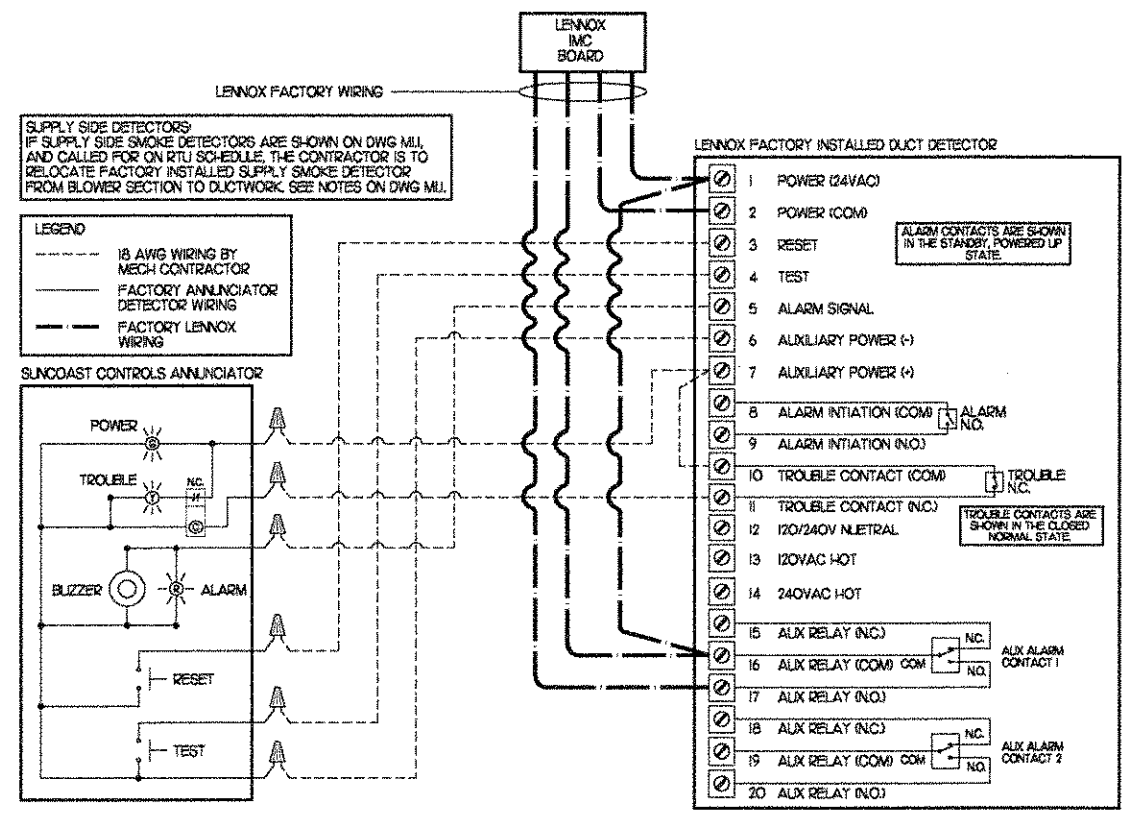 LENNOX
IMC
BOARD
LENNOX FACTORY WIRING
SUPPLY SIDE DETECTORS:
IF SUPPLY SIDE SMOKE DETECTORS ARE SHOWN ON DWG M1.1,
AND CALLED FOR ON RTU SCHEDULE, THE CONTRACTOR IS TO
RELOCATE FACTORY INSTALLED SUPPLY SMOKE DETECTOR
FROM BLOWER SECTION TO DUCTWORK. SEE NOTES ON DWG M1.1.
LEGEND
18 AWG WIRING BY
MECH CONTRACTOR
FACTORY ANNUNCIATOR
DETECTOR WIRING
FACTORY LENNOX
WIRING
SUNCOAST CONTROLS ANNUNCIATOR
POWER
G
TROUBLE
Y
N.C.
C
BUZZER
R
ALARM
RESET
TEST
LENNOX FACTORY INSTALLED DUCT DETECTOR
1 POWER (24VAC)
2 POWER (COM)
3 RESET
4 TEST
5 ALARM SIGNAL
6 AUXILIARY POWER (-)
7 AUXILIARY POWER (+)
8 ALARM INTIATION (COM)
9 ALARM INTIATION (N.O.)
10 TROUBLE CONTACT (COM)
11 TROUBLE CONTACT (N.C.)
12 120/240V NUETRAL
13 120VAC HOT
14 240VAC HOT
15 AUX RELAY (N.C.)
16 AUX RELAY (COM) COM
17 AUX RELAY (N.O.)
18 AUX RELAY (N.C.)
19 AUX RELAY (COM) COM
20 AUX RELAY (N.O.)
ALARM CONTACTS ARE SHOWN
IN THE STANDBY, POWERED UP
STATE.
ALARM
N.O.
TROUBLE
N.C.
TROUBLE CONTACTS ARE
SHOWN IN THE CLOSED
NORMAL STATE.
N.C.
N.O.
AUX ALARM
CONTACT 1
N.C.
N.O.
AUX ALARM
CONTACT 2